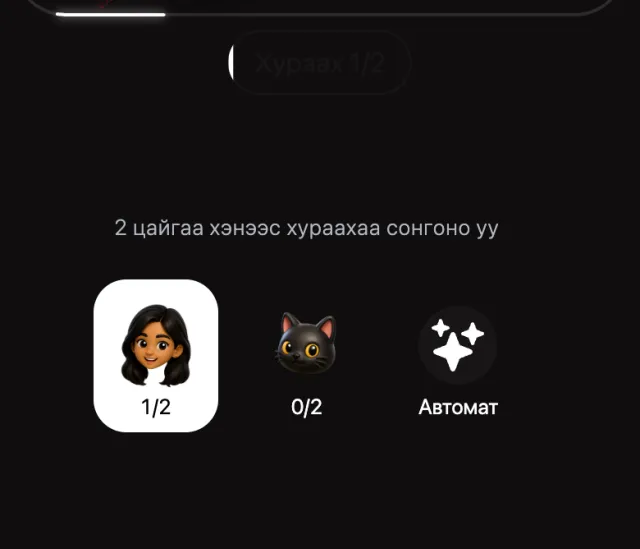 Хураах 1/2
2 цайгаа хэнээс хураахаа сонгоно уу
1/2
0/2
Автомат